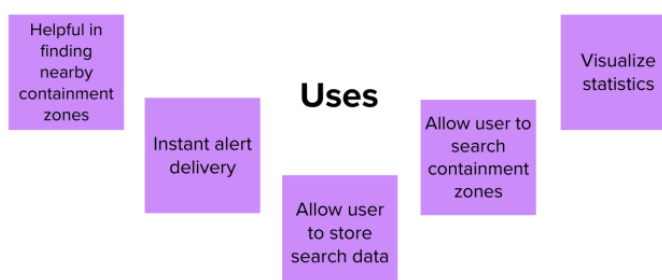 Uses
Helpful in
finding
nearby
containment
zones
Instant alert
delivery
Allow user
to store
search data
Allow user to
search
containment
zones
Visualize
statistics